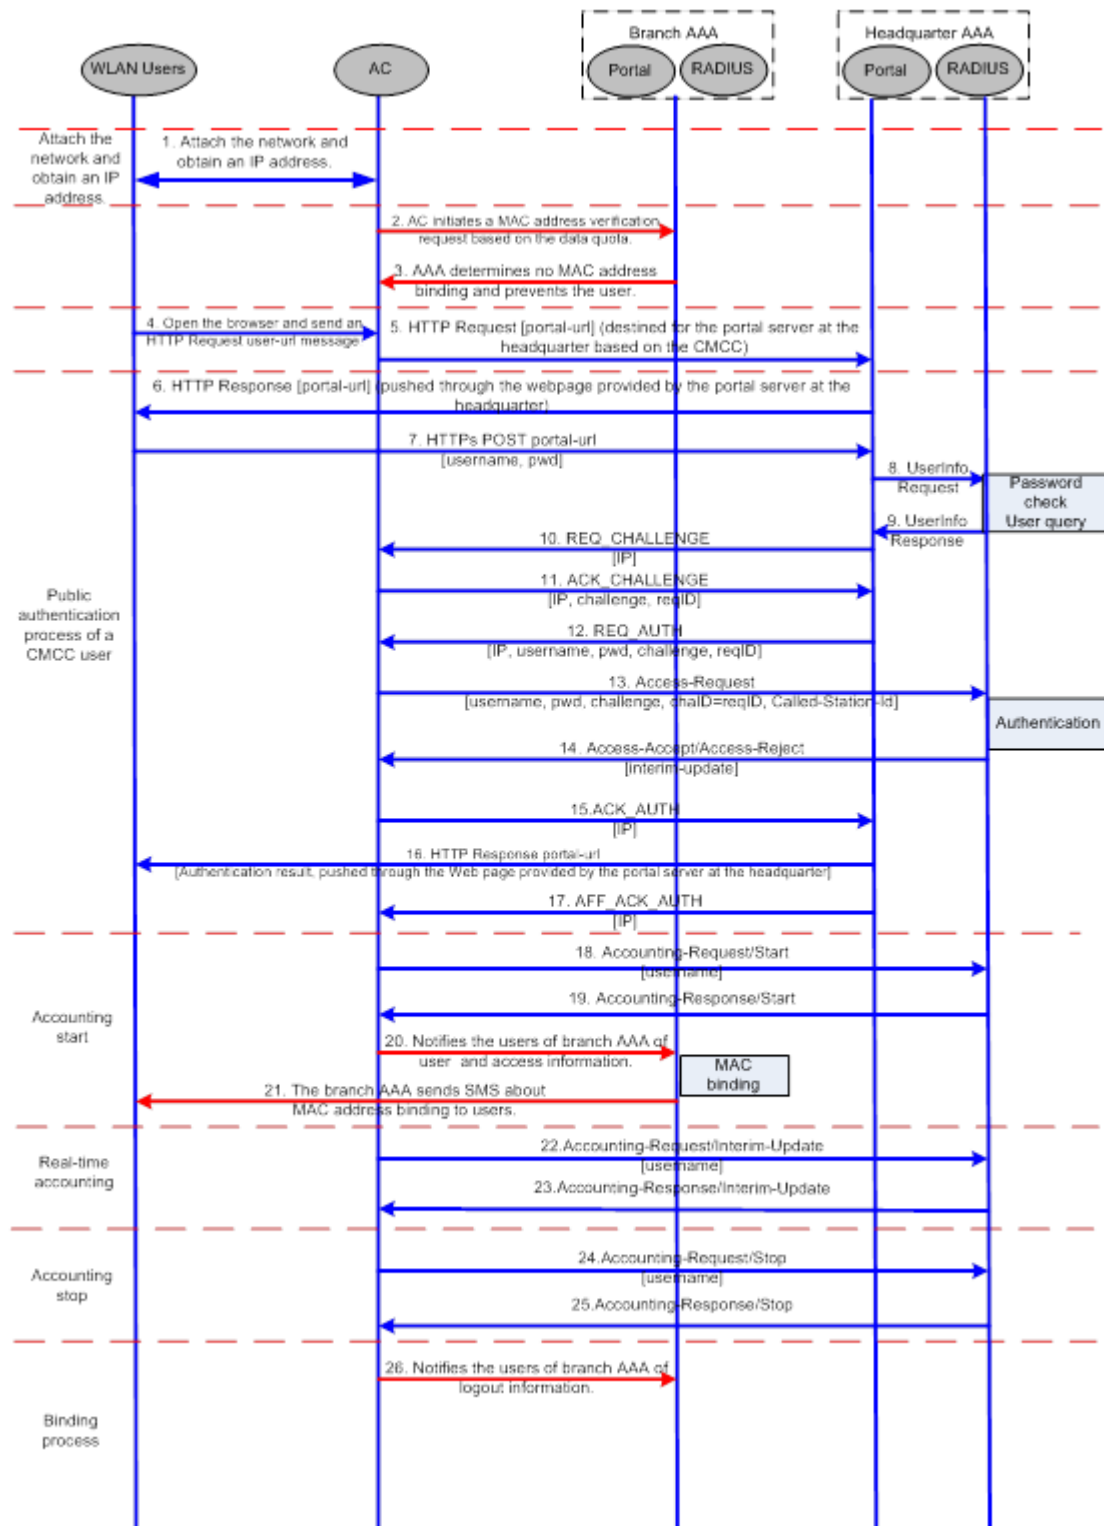 Branch AAA
Headquarter AAA
WLAN Users
AC
Portal
RADIUS
Portal
RADIUS
Attach the
network and
obtain an IP
address.
1. Attach the network and
obtain an IP address.
2. AC initiates a MAC address verification
request based on the data quota.
3. AAA determines no MAC address
binding and prevents the user.
4. Open the browser and send an
HTTP Request user-url message
5. HTTP Request [portal-url] (destined for the portal server at the
headquarter based on the CMCC)
6. HTTP Response [portal-url] (pushed through the webpage provided by the portal server at the
headquarter)
7. HTTPs POST portal-url
[username, pwd]
8. UserInfo
Request
Password
check
User query
9. UserInfo
Response
10. REQ_CHALLENGE
[IP]
11. ACK_CHALLENGE
[IP, challenge, reqID]
Public
authentication
process of a
CMCC user
12. REQ_AUTH
[IP, username, pwd, challenge, reqID]
13. Access-Request
[username, pwd, challenge, chaID=reqID, Called-Station-Id]
Authentication
14. Access-Accept/Access-Reject
[interim-update]
15.ACK_AUTH
[IP]
16. HTTP Response portal-url
[Authentication result, pushed through the Web page provided by the portal server at the headquarter]
17. AFF_ACK_AUTH
[IP]
18. Accounting-Request/Start
[username]
19. Accounting-Response/Start
Accounting
start
20. Notifies the users of branch AAA of
user and access information.
MAC
binding
21. The branch AAA sends SMS about
MAC address binding to users.
22.Accounting-Request/Interim-Update
[username]
Real-time
accounting
23.Accounting-Response/Interim-Update
24.Accounting-Request/Stop
[username]
Accounting
stop
25.Accounting-Response/Stop
26. Notifies the users of branch AAA of
logout information.
Binding
process